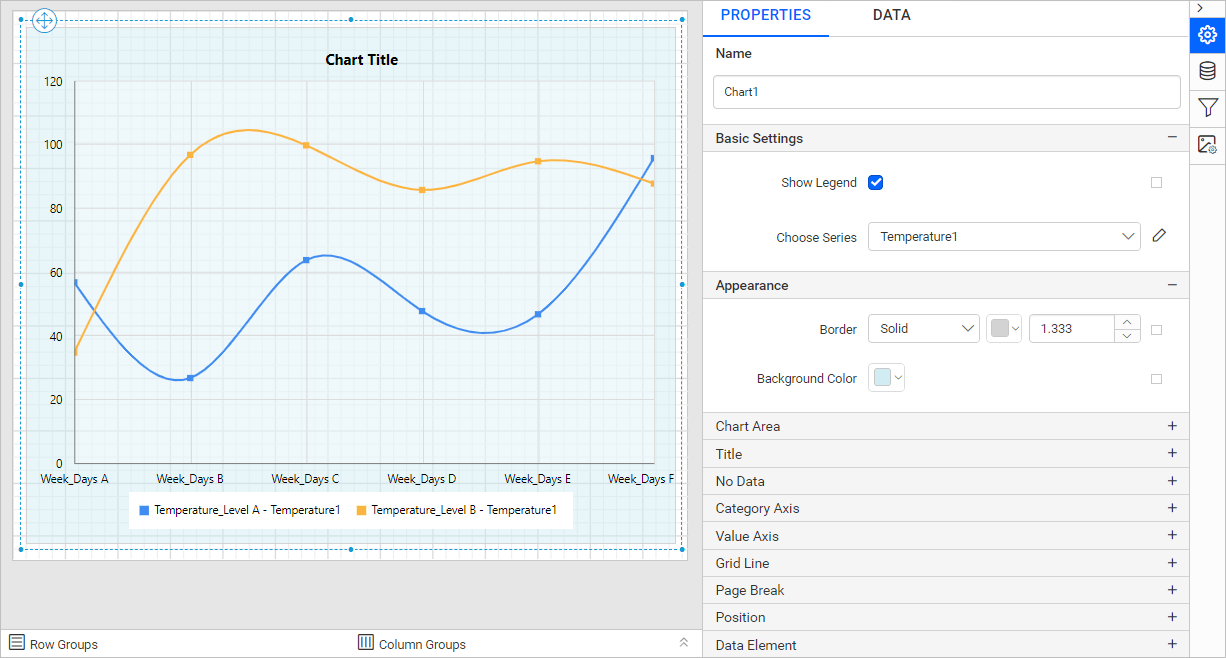 Chart Title
120
100
80
60
40
20
0
Week_Days A Week_Days B Week_Days C Week_Days D Week_Days E Week_Days F
Temperature_Level A - Temperature1 Temperature_Level B - Temperature1
Row Groups Column Groups
PROPERTIES DATA
Name
Chart1
Basic Settings
Show Legend
Choose Series Temperature1
Appearance
Border Solid 1.333
Background Color
Chart Area
Title
No Data
Category Axis
Value Axis
Grid Line
Page Break
Position
Data Element